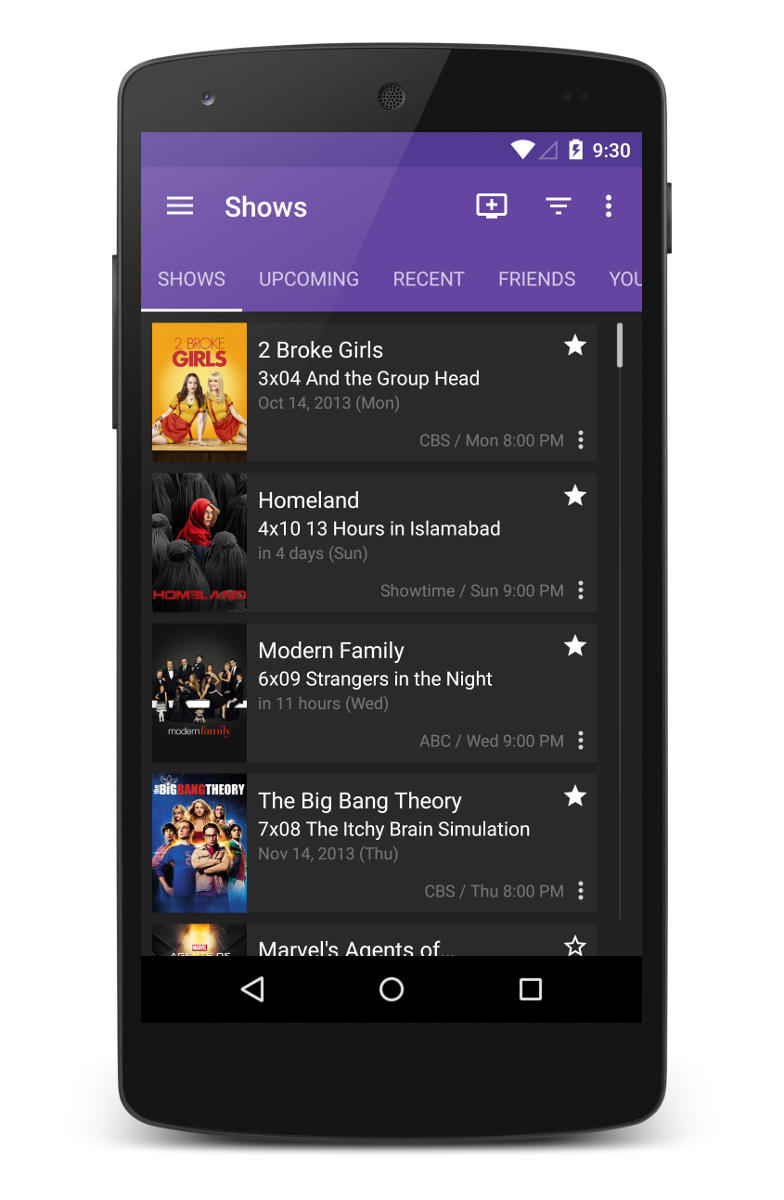 9:30
Shows
SHOWS UPCOMING RECENT FRIENDS YOU
2 BROKE
GIRLS
2 Broke Girls
3x04 And the Group Head
Oct 14, 2013 (Mon)
CBS / Mon 8:00 PM
HOMELAND
Homeland
4x10 13 Hours in Islamabad
in 4 days (Sun)
Showtime / Sun 9:00 PM
modern family
Modern Family
6x09 Strangers in the Night
in 11 hours (Wed)
ABC / Wed 9:00 PM
THE BIG BANG THEORY
The Big Bang Theory
7x08 The Itchy Brain Simulation
Nov 14, 2013 (Thu)
CBS / Thu 8:00 PM
MARVEL
AGENTS OF
Marvel's Agents of...